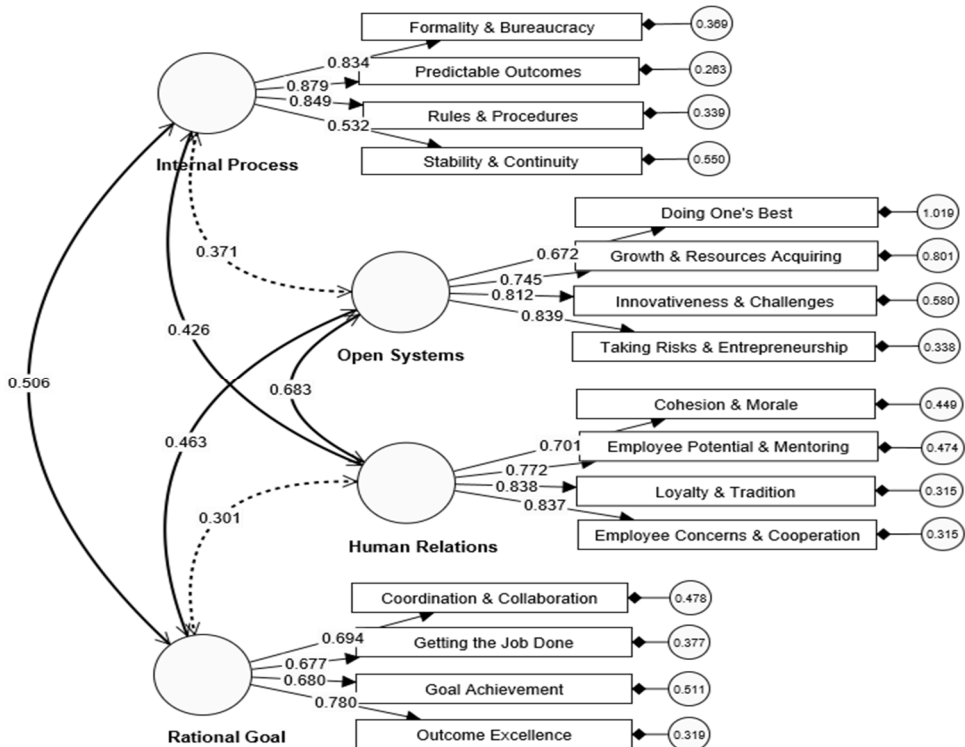 Formality & Bureaucracy
0.369
0.834
Predictable Outcomes
0.263
0.879
0.849
Rules & Procedures
0.339
0.532
Stability & Continuity
0.550
Internal Process
Doing One's Best
1.019
0.371
0.672
Growth & Resources Acquiring
0.801
0.745
0.812
Innovativeness & Challenges
0.580
0.839
0.426
Taking Risks & Entrepreneurship
0.338
Open Systems
0.506
0.683
Cohesion & Morale
0.449
0.463
0.701
Employee Potential & Mentoring
0.474
0.772
0.838
Loyalty & Tradition
0.315
0.837
0.301
Employee Concerns & Cooperation
0.315
Human Relations
Coordination & Collaboration
0.478
0.694
Getting the Job Done
0.377
0.677
0.680
Goal Achievement
0.511
0.780
Outcome Excellence
0.319
Rational Goal